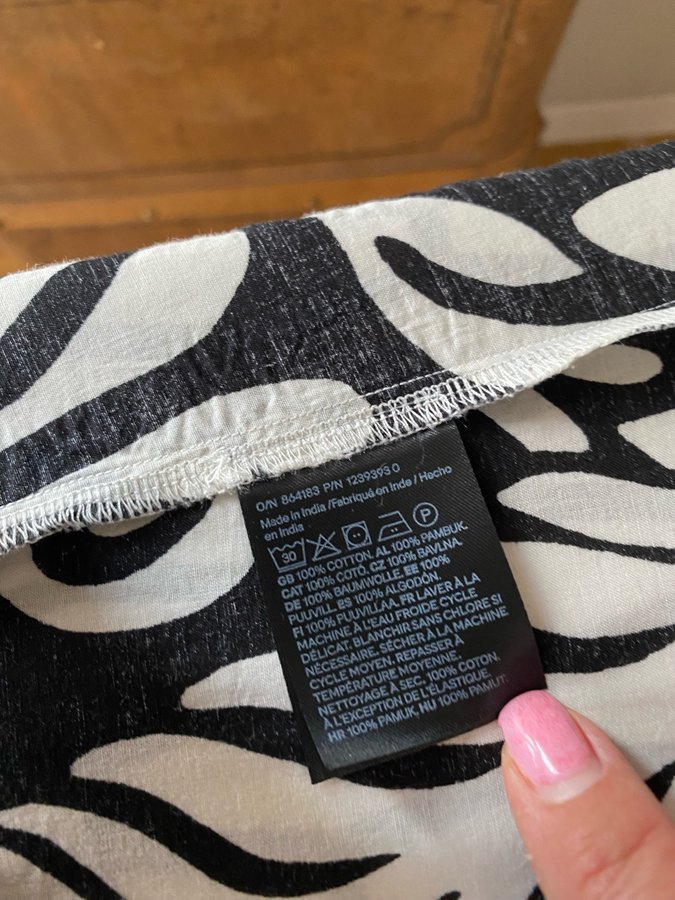 O/N 864183 P/N 1239393 0
Made in India /Fabriqué en Inde / Hecho
en India
30 P
GB 100% COTTON. AL 100% PAMBUK.
CAT 100% COTÓ. CZ 100% BAVLNA.
DE 100% BAUMWOLLE. EE 100%
PUUVILL. ES 100% ALGODÓN.
FI 100% PUUVILLAA. FR LAVER À LA
MACHINE À L'EAU FROIDE CYCLE
DÉLICAT. BLANCHIR SANS CHLORE SI
NÉCESSAIRE. SÉCHER À LA MACHINE
CYCLE MOYEN. REPASSER À
TEMPÉRATURE MOYENNE.
NETTOYAGE À SEC. 100% COTON.
À L'EXCEPTION DE L'ÉLASTIQUE.
HR 100% PAMUK. HU 100% PAMUT.